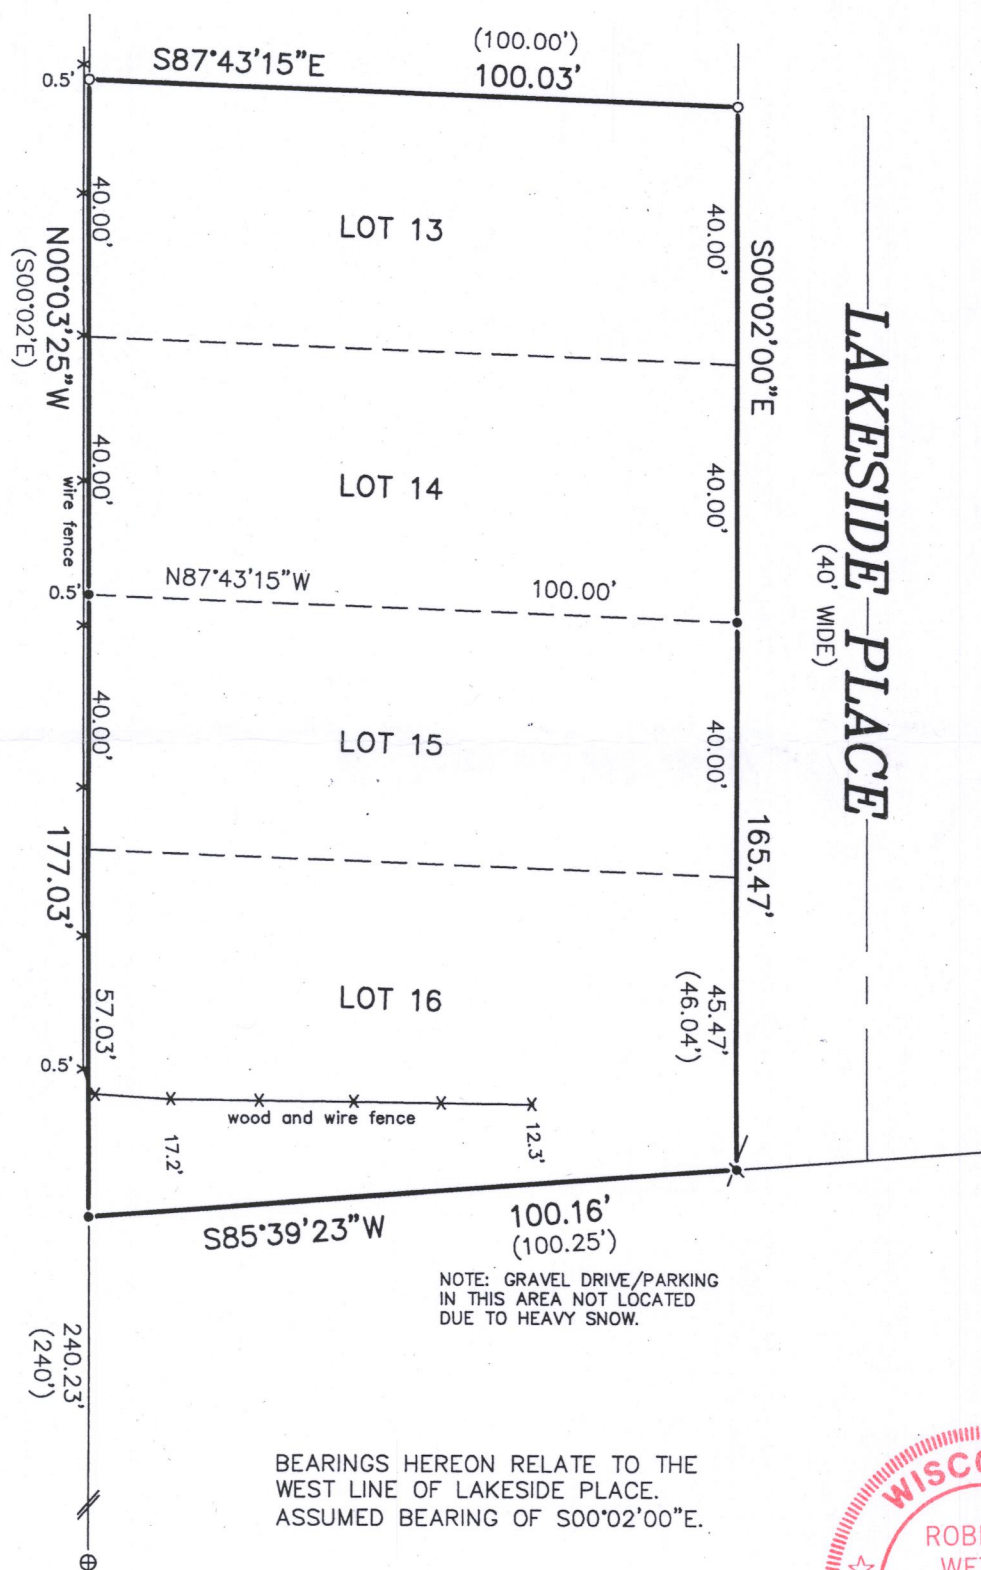 (100.00')
S87°43'15"E
100.03'
0.5'
40.00'
LOT 13
40.00'
N00°03'25"W
(S00°02'E)
S00°02'00"E
LAKESIDE PLACE
(40' WIDE)
40.00'
wire fence
LOT 14
40.00'
0.5'
N87°43'15"W
100.00'
40.00'
LOT 15
40.00'
177.03'
165.47'
57.03'
LOT 16
45.47'
(46.04')
0.5'
wood and wire fence
17.2'
12.3'
S85°39'23"W
100.16'
(100.25')
NOTE: GRAVEL DRIVE/PARKING
IN THIS AREA NOT LOCATED
DUE TO HEAVY SNOW.
240.23'
(240')
BEARINGS HEREON RELATE TO THE
WEST LINE OF LAKESIDE PLACE.
ASSUMED BEARING OF S00°02'00"E.
WISCO
ROBE